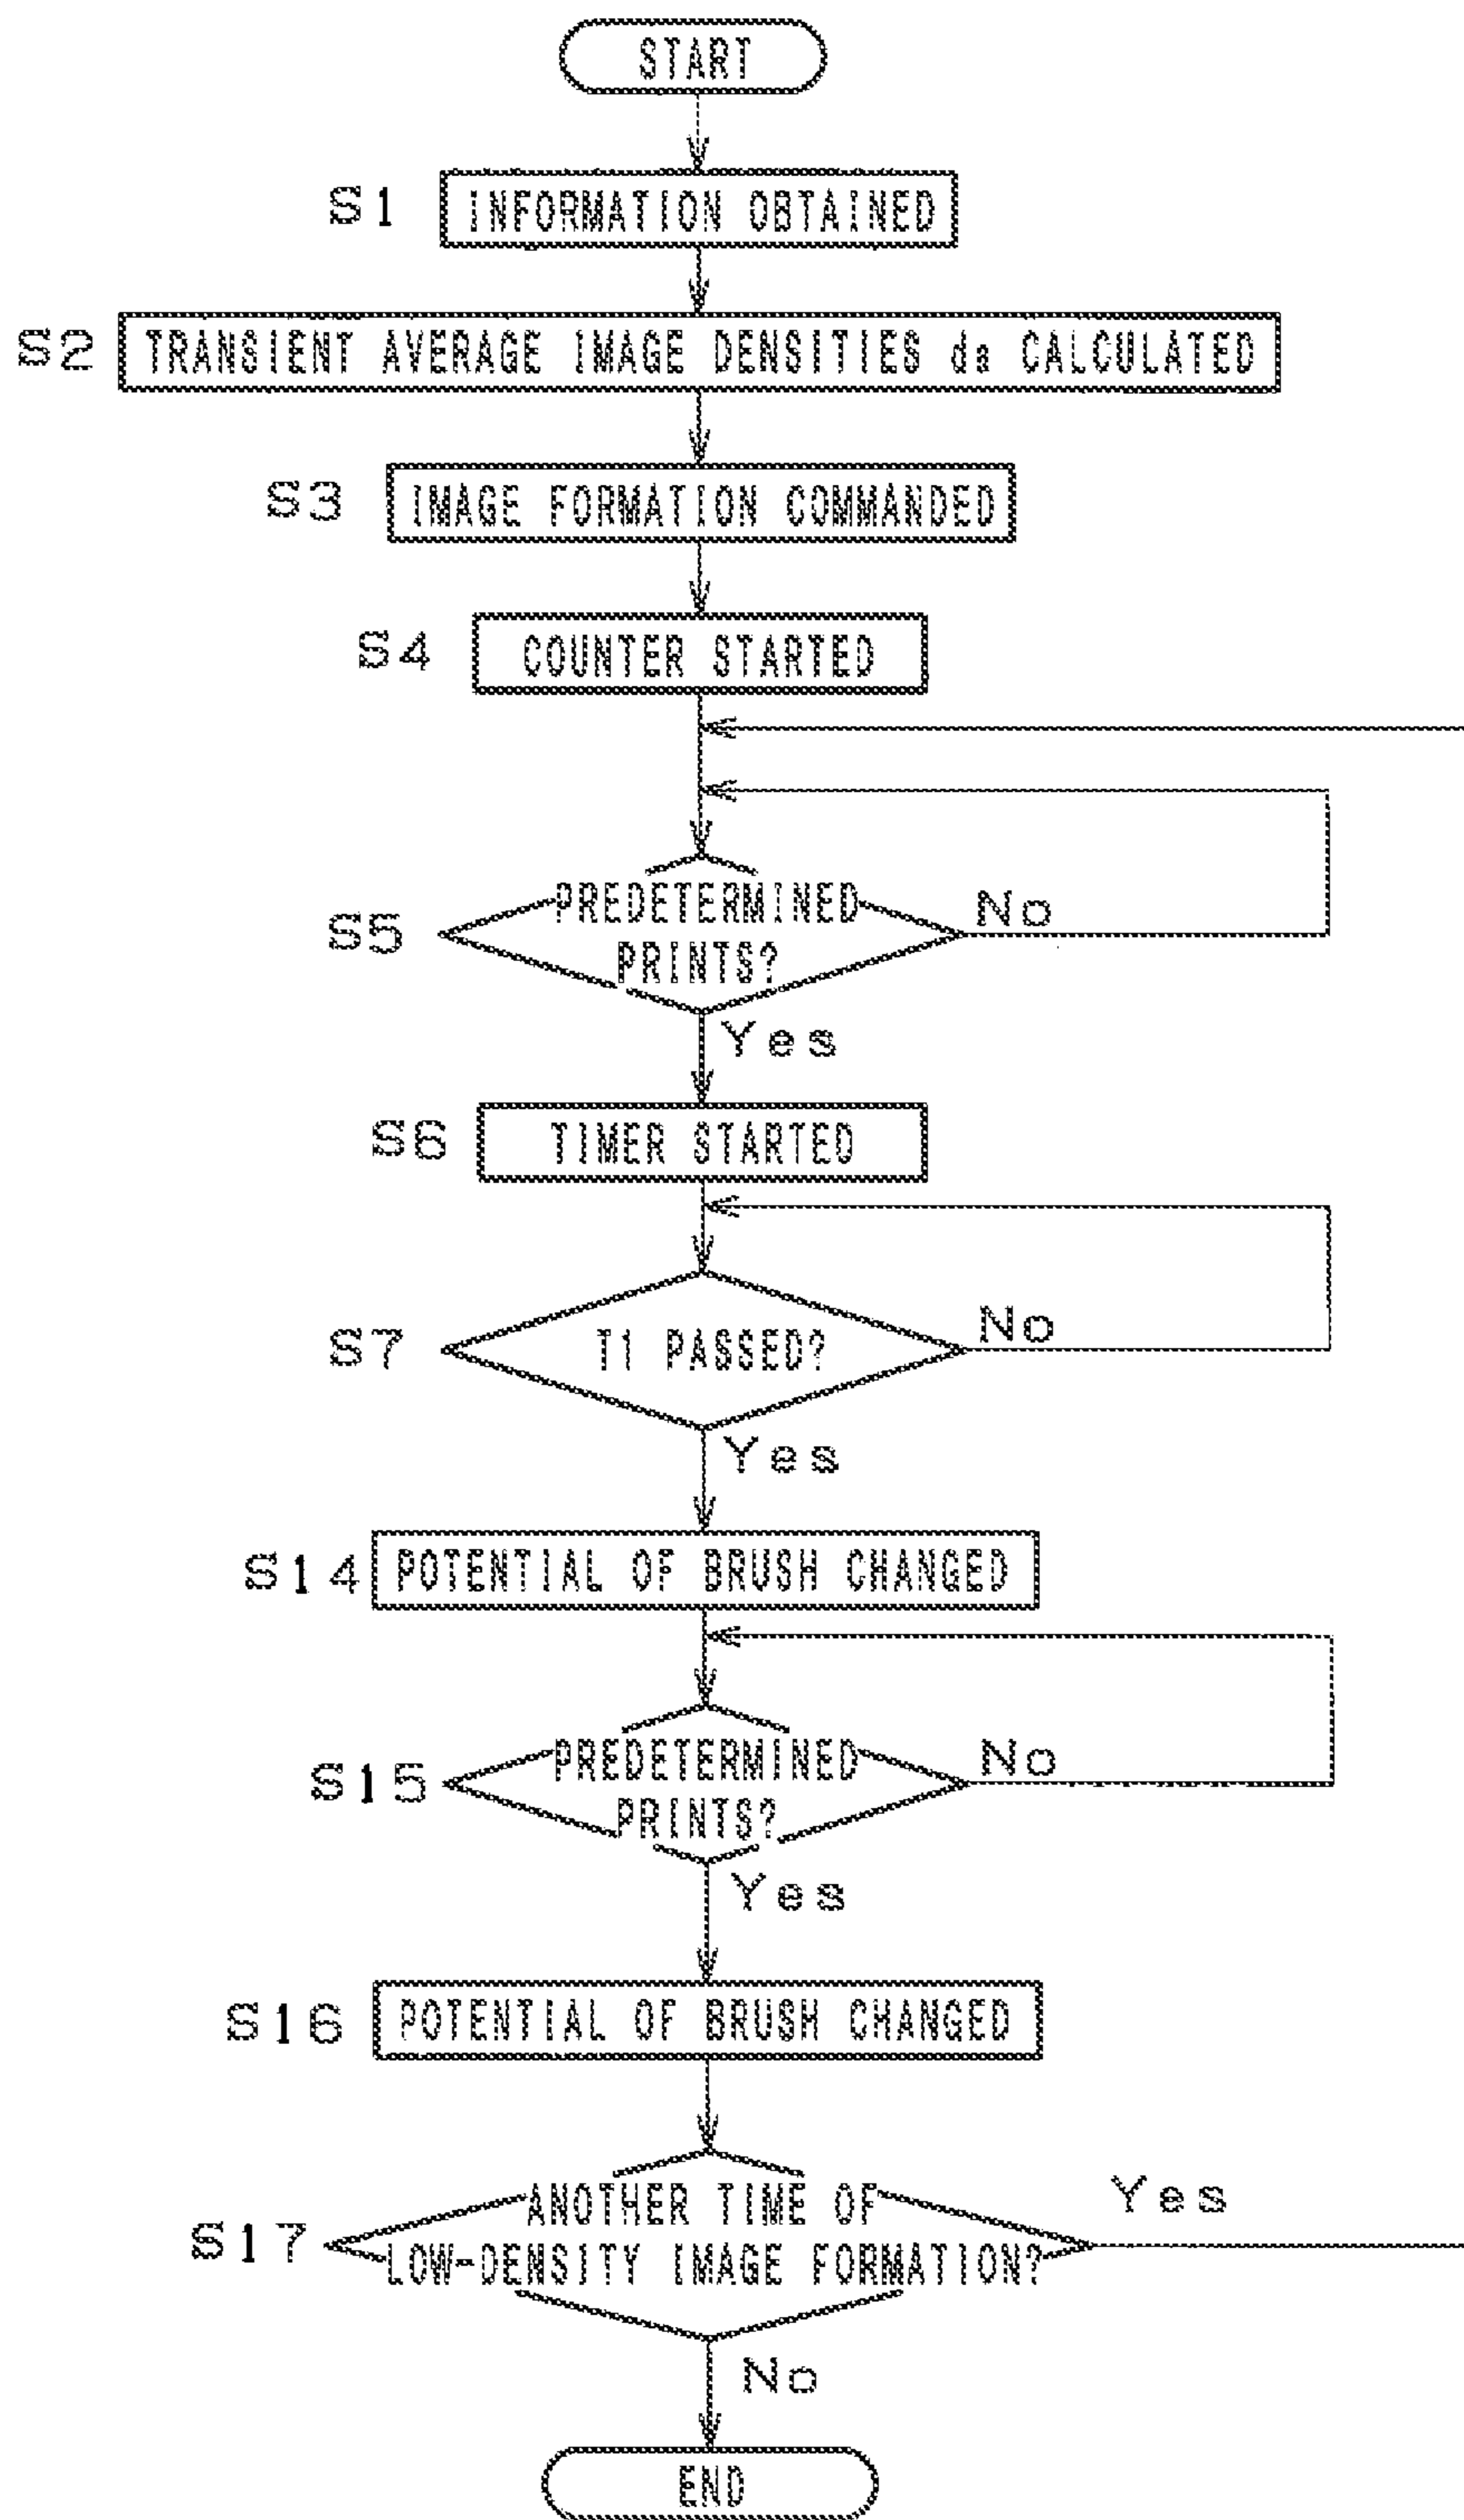 START
S1 INFORMATION OBTAINED
S2 TRANSIENT AVERAGE IMAGE DENSITIES da CALCULATED
S3 IMAGE FORMATION COMMANDED
S4 COUNTER STARTED
S5 PREDETERMINED
PRINTS?
No
Yes
S6 TIMER STARTED
S7 T1 PASSED?
No
Yes
S14 POTENTIAL OF BRUSH CHANGED
S15 PREDETERMINED
PRINTS?
No
Yes
S16 POTENTIAL OF BRUSH CHANGED
S17 ANOTHER TIME OF
LOW-DENSITY IMAGE FORMATION?
Yes
No
END